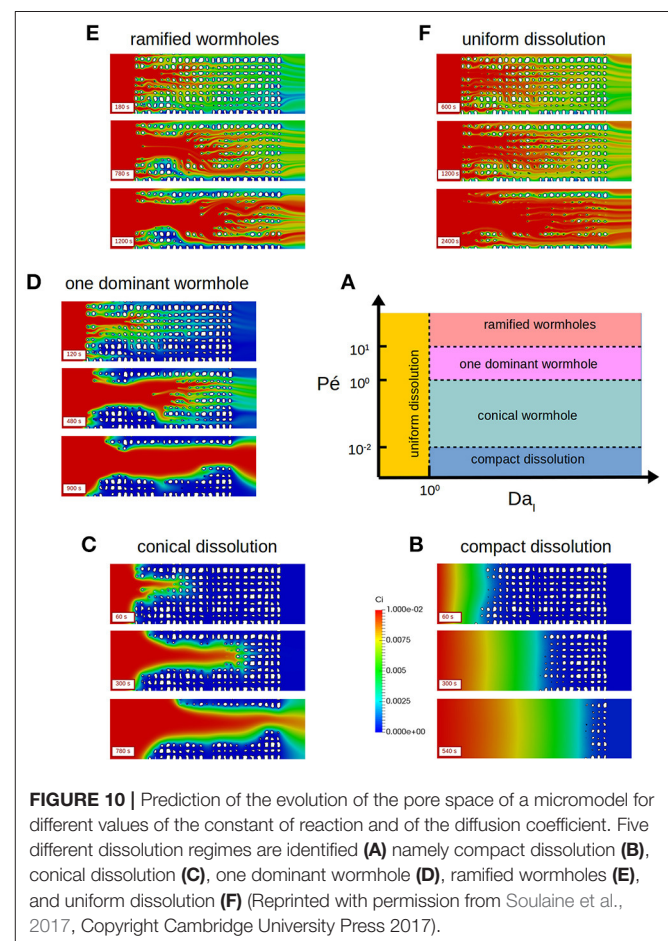 E ramified wormholes
180 s
780 s
1200 s
F uniform dissolution
600 s
1200 s
2400 s
D one dominant wormhole
120 s
480 s
900 s
A
Pé
10¹
10⁰
10⁻²
uniform dissolution
ramified wormholes
one dominant wormhole
conical wormhole
compact dissolution
10⁰
Daᵢ
C conical dissolution
60 s
300 s
780 s
Ci
1.000e-02
0.0075
0.005
0.0025
0.000e+00
B compact dissolution
60 s
300 s
540 s
FIGURE 10 | Prediction of the evolution of the pore space of a micromodel for
different values of the constant of reaction and of the diffusion coefficient. Five
different dissolution regimes are identified (A) namely compact dissolution (B),
conical dissolution (C), one dominant wormhole (D), ramified wormholes (E),
and uniform dissolution (F) (Reprinted with permission from Soulaine et al.,
2017, Copyright Cambridge University Press 2017).